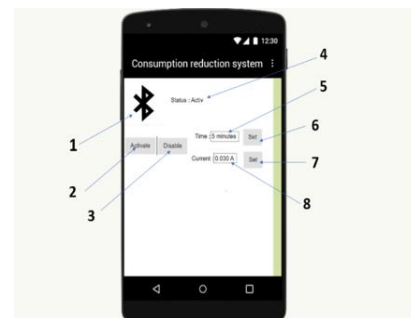 12:30
Consumption reduction system
4
Status : Activ
5
Time : 5 minutes Set
6
1
Activate Disable
Current : 0.030 A Set
7
2
3
8